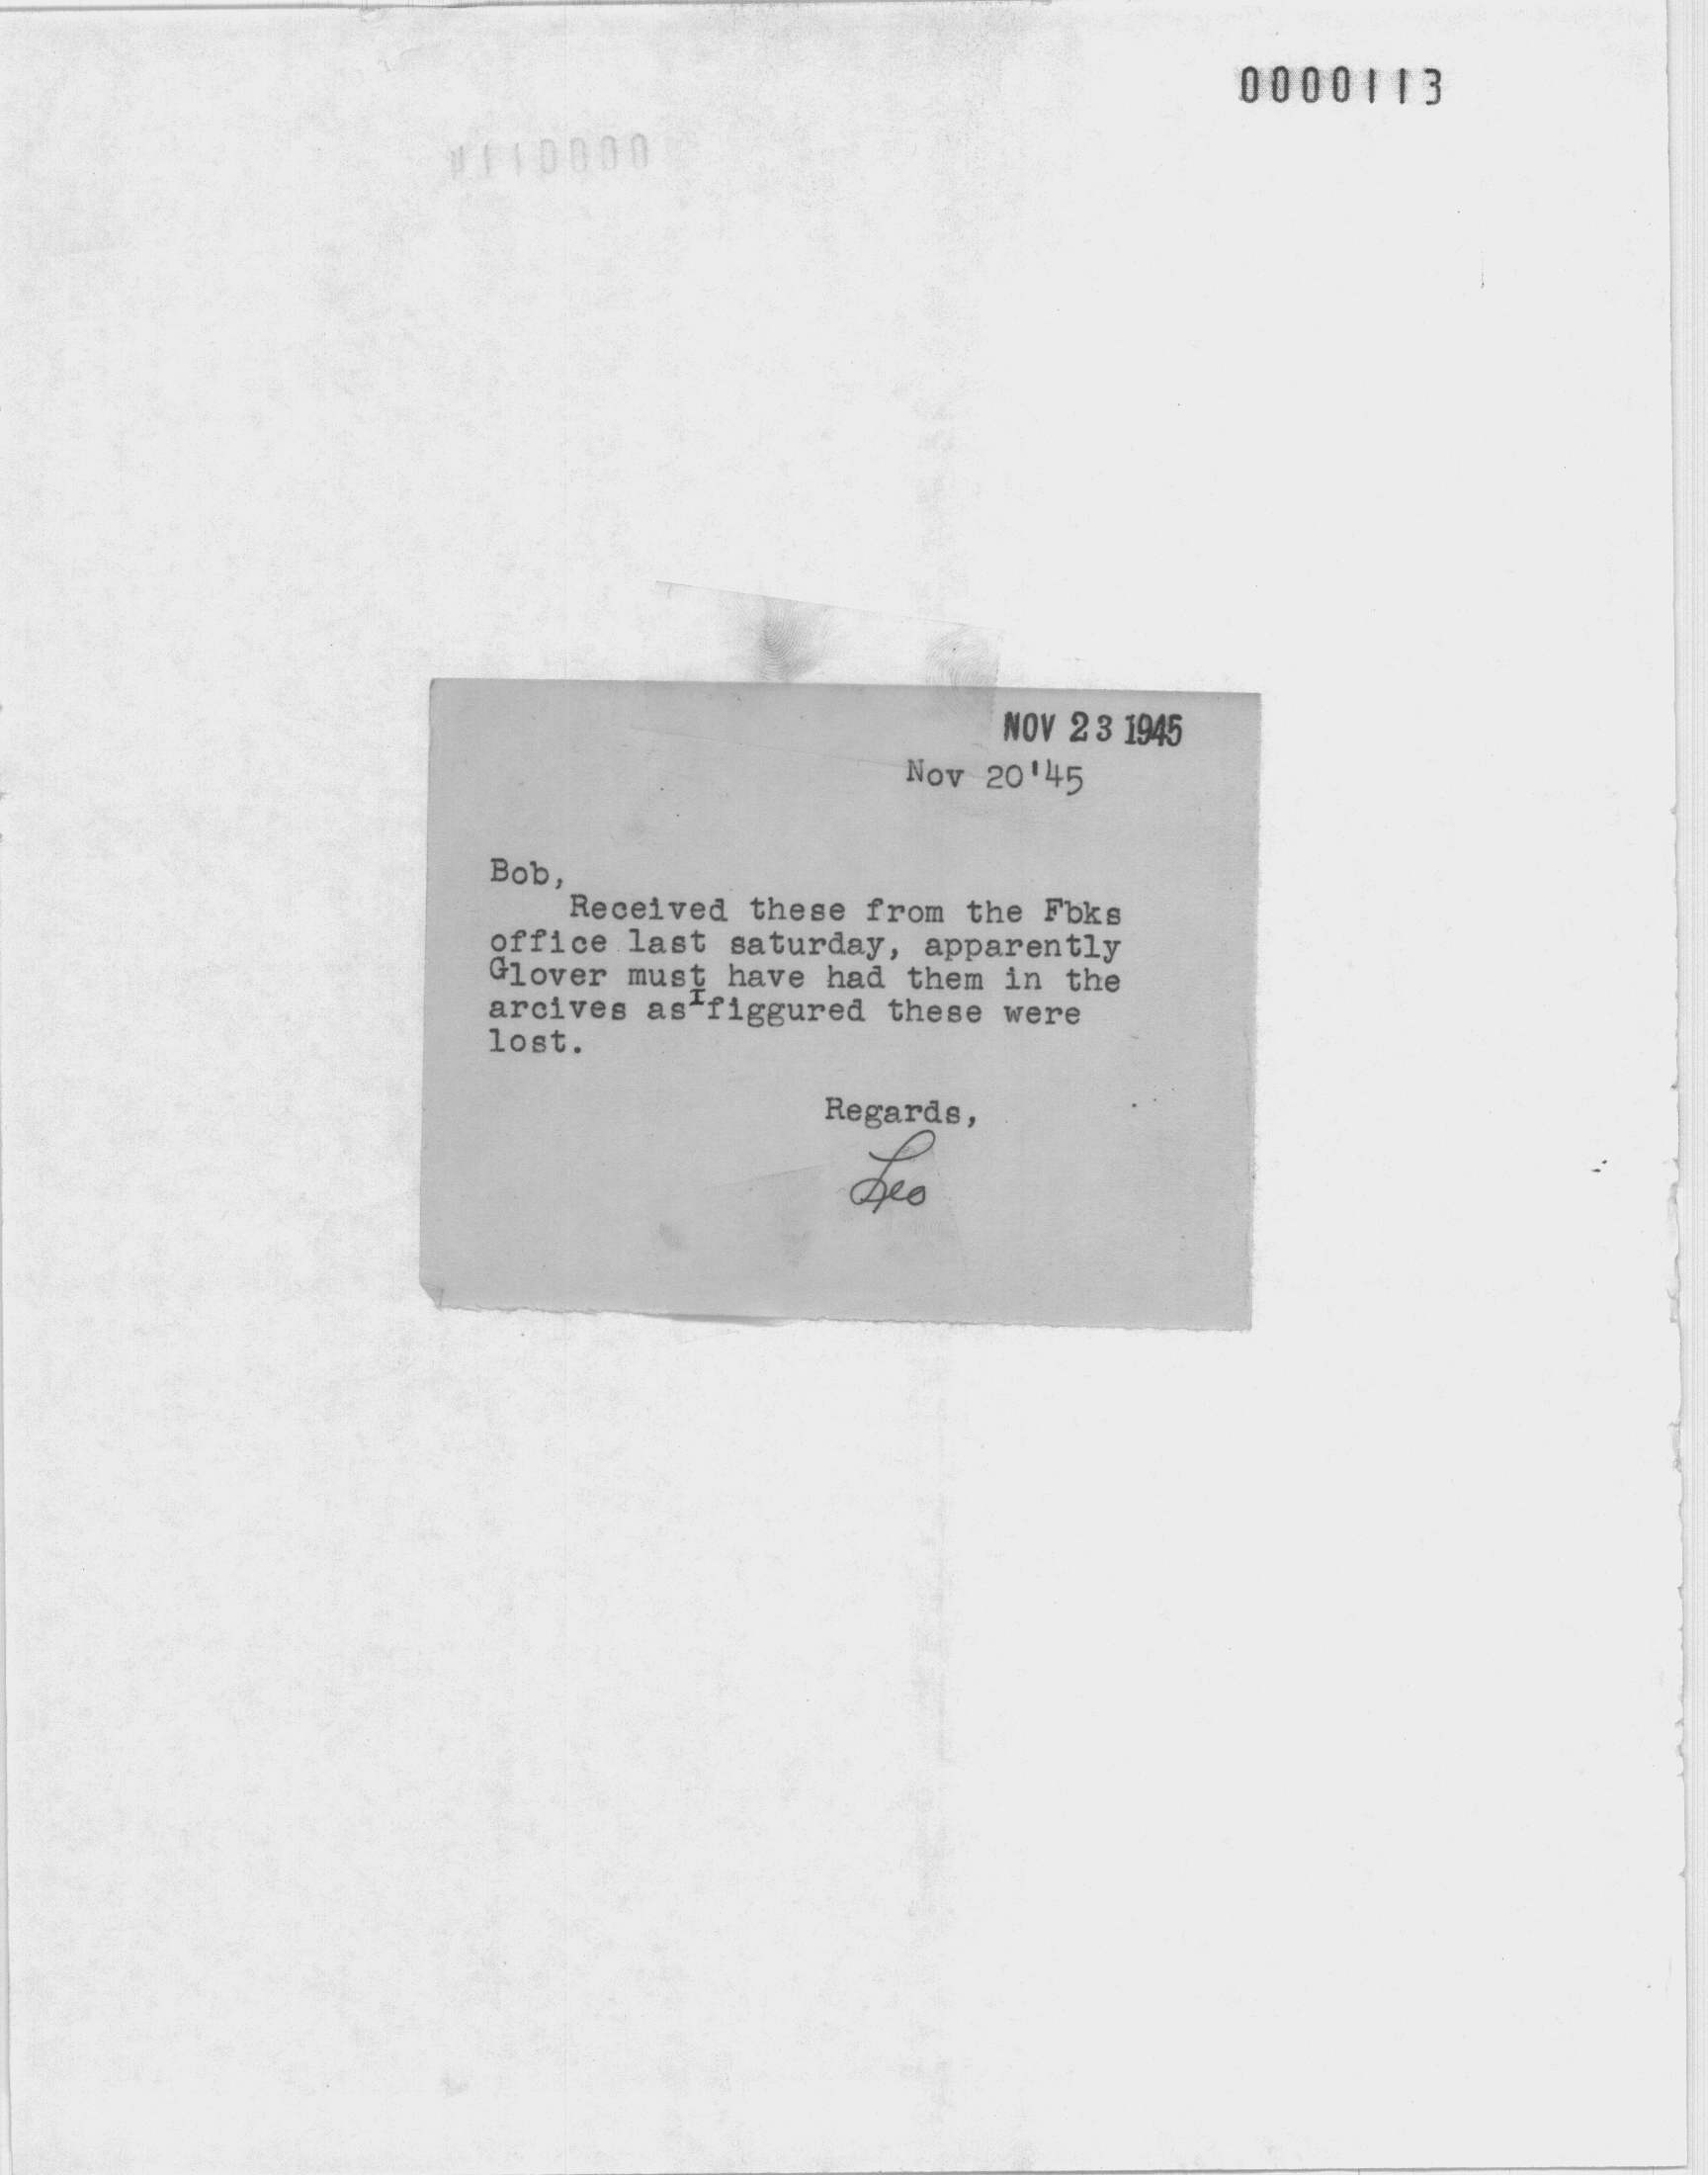 0000113
NOV 23 1945
Nov 20'45
Bob,
Received these from the Fbks
office last saturday, apparently
Glover must have had them in the
arcives as I figgured these were
lost.
Regards,
Leo